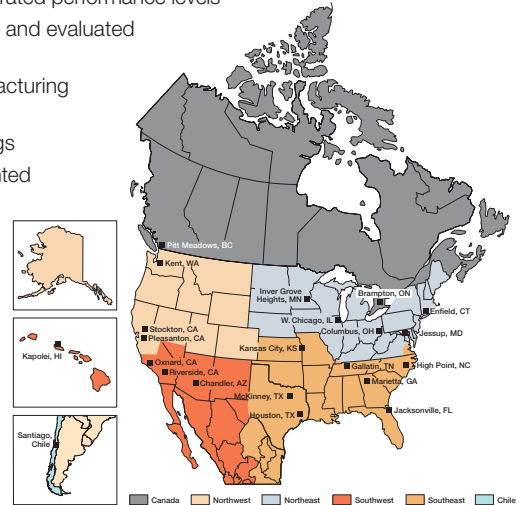 rated performance levels
and evaluated
acturing
gs
ted
Pitt Meadows, BC
Kent, WA
Inver Grove
Heights, MN
Brampton, ON
W. Chicago, IL
Enfield, CT
Columbus, OH
Jessup, MD
Stockton, CA
Pleasanton, CA
Kansas City, KS
Kapolei, HI
Oxnard, CA
Riverside, CA
Chandler, AZ
Gallatin, TN
High Point, NC
Marietta, GA
McKinney, TX
Houston, TX
Jacksonville, FL
Santiago,
Chile
Canada
Northwest
Northeast
Southwest
Southeast
Chile